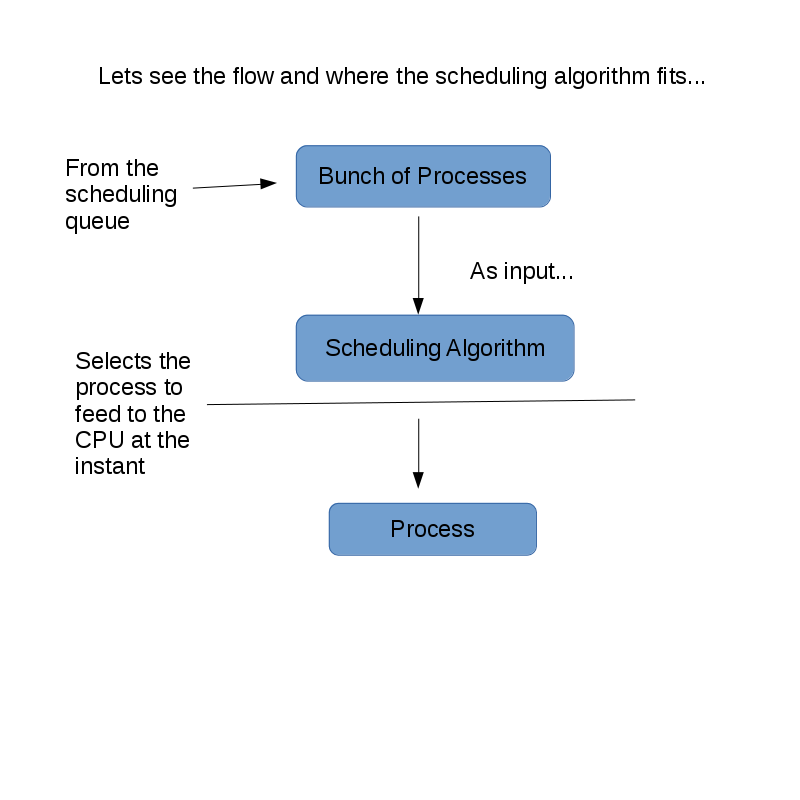 Lets see the flow and where the scheduling algorithm fits...
From the
scheduling
queue
Bunch of Processes
As input...
Scheduling Algorithm
Selects the
process to
feed to the
CPU at the
instant
Process